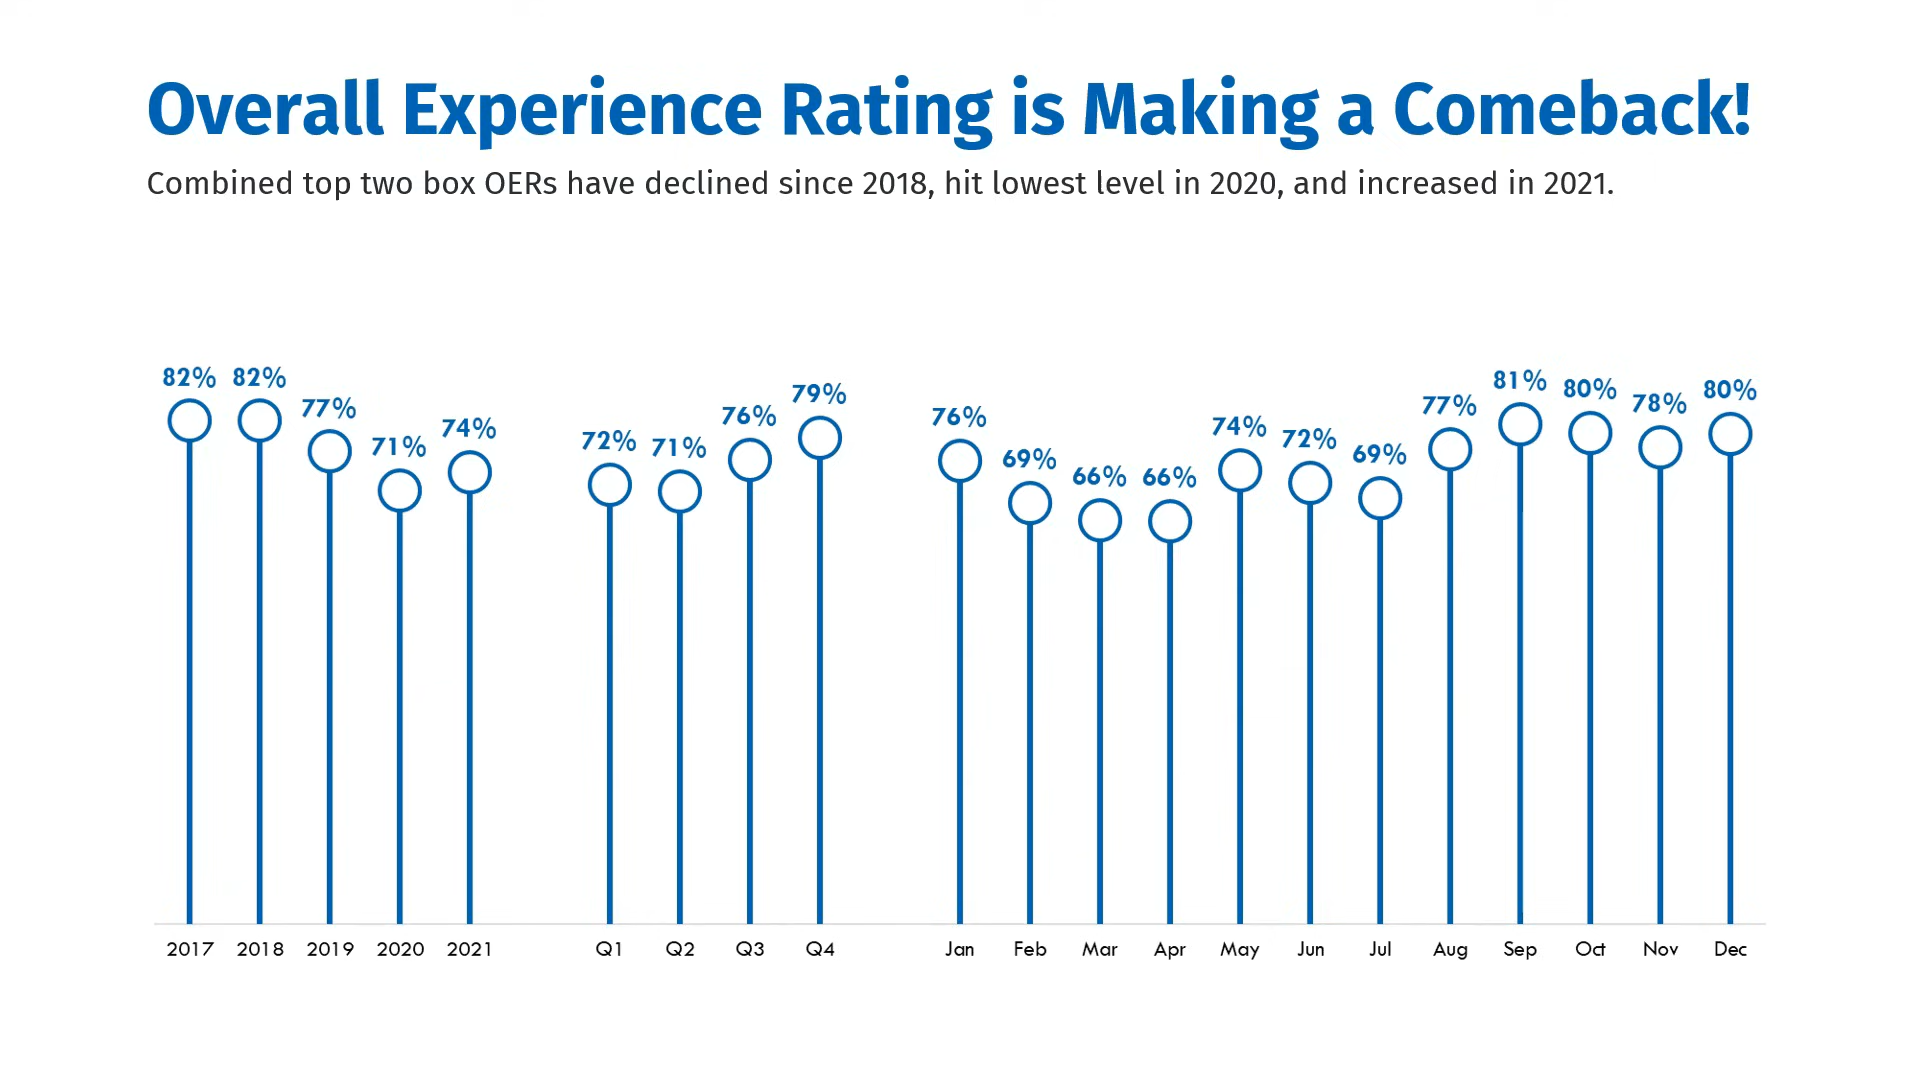 Overall Experience Rating is Making a Comeback!
Combined top two box OERs have declined since 2018, hit lowest level in 2020, and increased in 2021.
82% 82% 77% 71% 74% 72% 71% 76% 79% 76% 69% 66% 66% 74% 72% 69% 77% 81% 80% 78% 80%
2017 2018 2019 2020 2021 Q1 Q2 Q3 Q4 Jan Feb Mar Apr May Jun Jul Aug Sep Oct Nov Dec